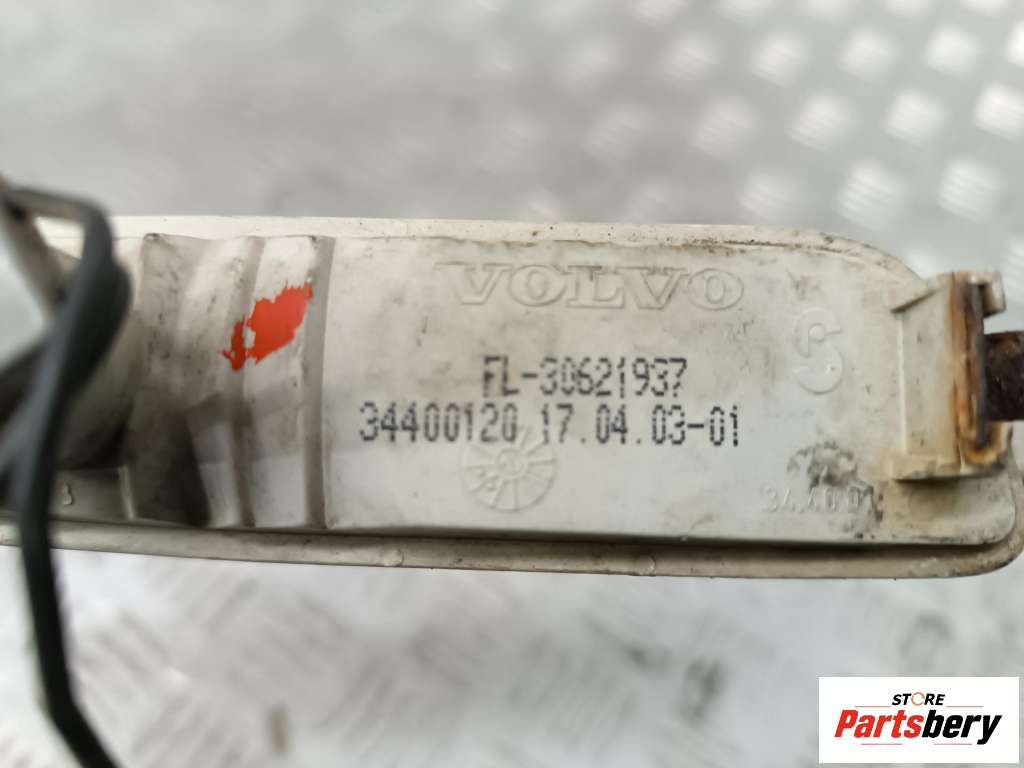 VOLVO
S
FL-30621937
34400120 17.04.03-01
STORE
Partsbery